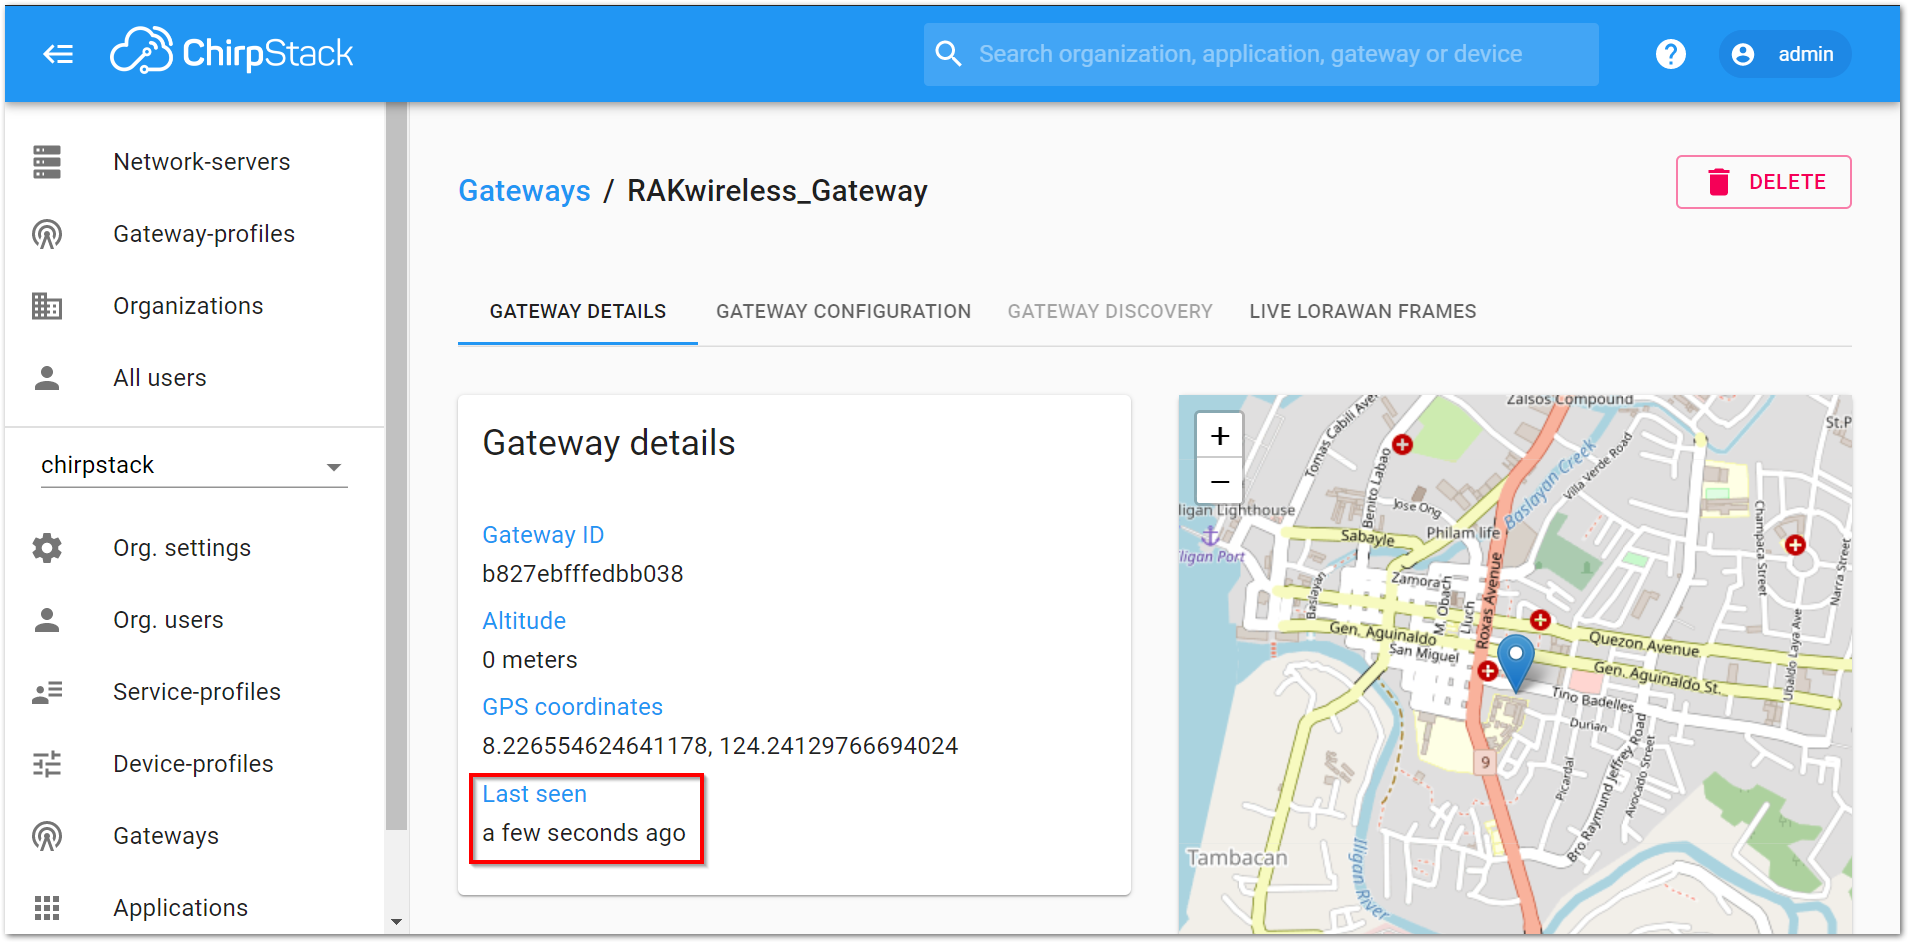 ChirpStack
Search organization, application, gateway or device
?
admin
Network-servers
Gateway-profiles
Organizations
All users
chirpstack
Org. settings
Org. users
Service-profiles
Device-profiles
Gateways
Applications
Gateways / RAKwireless_Gateway
DELETE
GATEWAY DETAILS
GATEWAY CONFIGURATION
GATEWAY DISCOVERY
LIVE LORAWAN FRAMES
Gateway details
Gateway ID
b827ebfffedbb038
Altitude
0 meters
GPS coordinates
8.226554624641178, 124.24129766694024
Last seen
a few seconds ago
+
−
Zalsos Compound
St.P
Tomas Cabili Ave
Benito Labao
Baslayan Creek
Villa Verde Road
Jose Ong
ligan Lighthouse
Philam life
Sabayle
Iligan Port
Champaca Street
Narra Street
Zamora
Baslayan
M. Obach
Lluch
Roxas Avenue
Gen. Aguinaldo
San Miguel
Quezon Avenue
Gen. Aguinaldo St.
Ubaldo Laya Ave
Tino Badelles
Durian
9
Picardal
Bro Raymund Jeffrey Road
Avocado Street
Tambacan
Iligan River